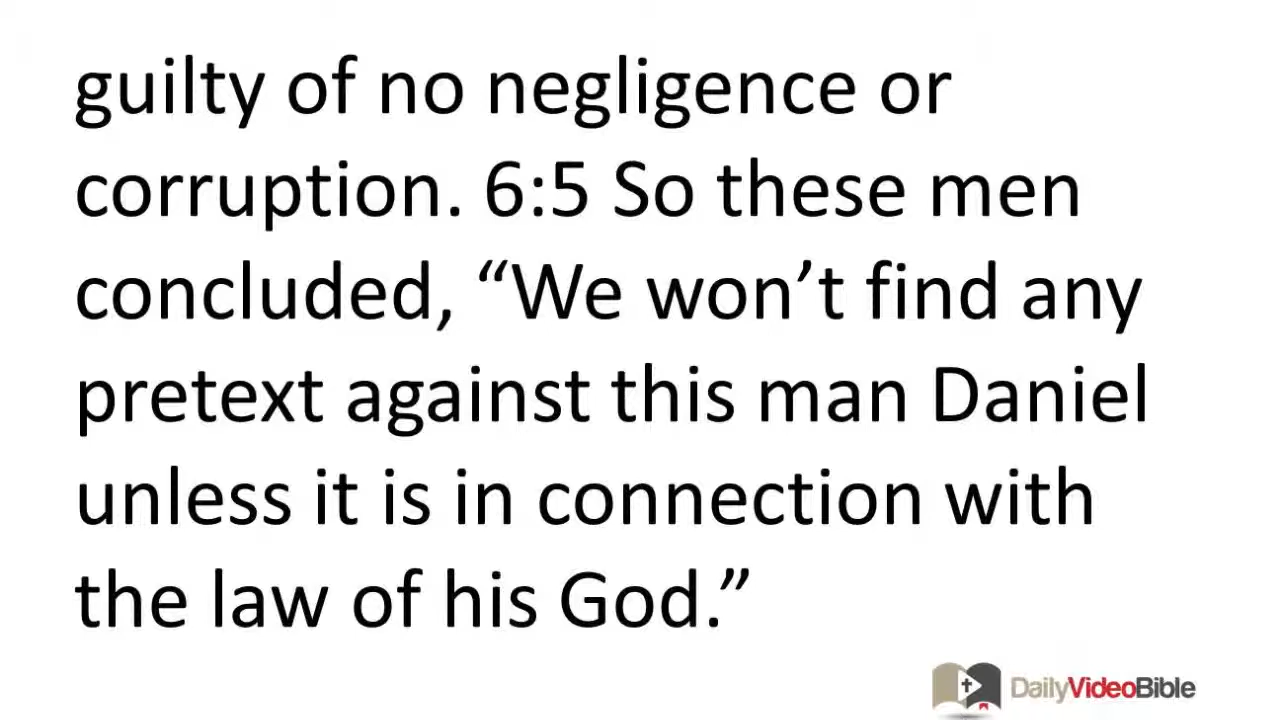 guilty of no negligence or
corruption. 6:5 So these men
concluded, “We won’t find any
pretext against this man Daniel
unless it is in connection with
the law of his God.”
DailyVideoBible